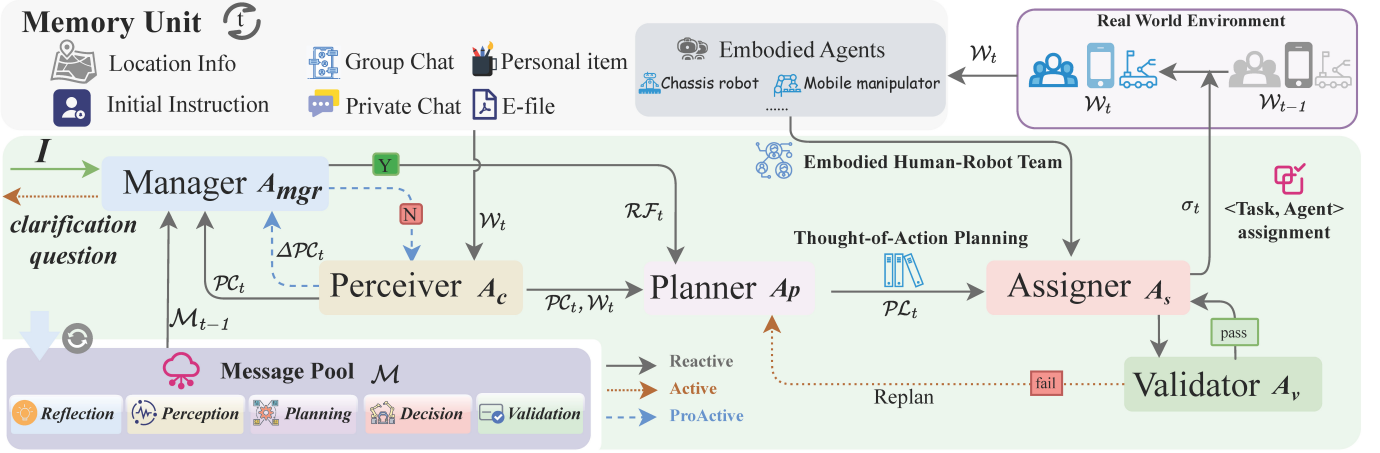 Memory Unit t
Location Info
Initial Instruction
Group Chat
Private Chat
Personal item
E-file
Embodied Agents
Chassis robot
Mobile manipulator
......
𝒲t
Real World Environment
𝒲t
𝒲t−1
I
clarification
question
Manager Amgr
Y
N
𝒲t
ℛℱt
Embodied Human-Robot Team
<Task, Agent>
assignment
σt
Δ𝒫𝒞t
𝒫𝒞t
ℳt−1
Perceiver Ac
𝒫𝒞t, 𝒲t
Planner Ap
Thought-of-Action Planning
𝒫ℒt
Assigner As
pass
Validator Av
fail
Replan
Message Pool ℳ
Reflection
Perception
Planning
Decision
Validation
Reactive
Active
ProActive